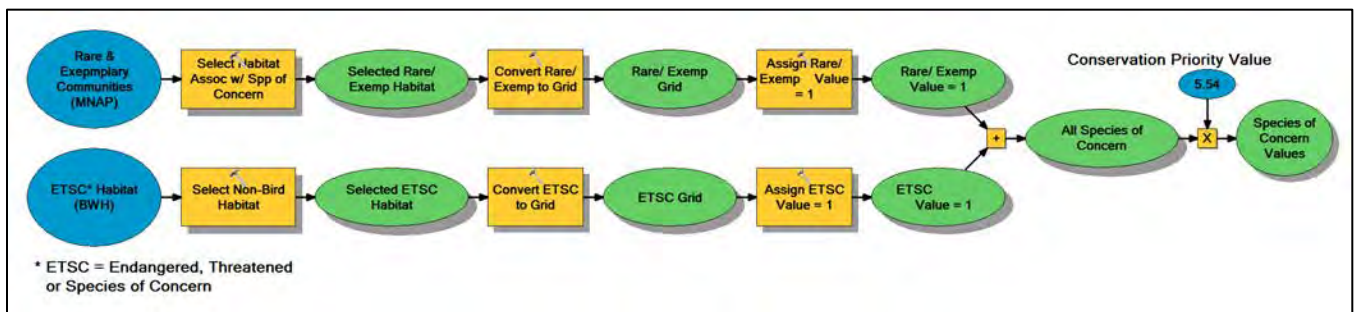 Rare &
Exepmplary
Communities
(MNAP)
Select Habitat
Assoc w/ Spp of
Concern
Selected Rare/
Exemp Habitat
Convert Rare/
Exemp to Grid
Rare/ Exemp
Grid
Assign Rare/
Exemp Value
= 1
Rare/ Exemp
Value = 1
Conservation Priority Value
5.54
+
All Species of
Concern
X
Species of
Concern
Values
ETSC* Habitat
(BWH)
Select Non-Bird
Habitat
Selected ETSC
Habitat
Convert ETSC
to Grid
ETSC Grid
Assign ETSC
Value = 1
ETSC
Value = 1
* ETSC = Endangered, Threatened
or Species of Concern